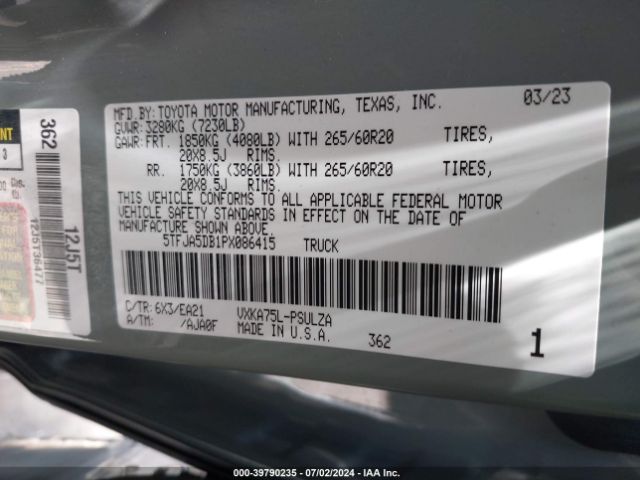 MFD.BY: TOYOTA MOTOR MANUFACTURING, TEXAS, INC. 03/23
GVWR: 3280KG (7230LB)
GAWR: FRT. 1850KG (4080LB) WITH 265/60R20 TIRES,
20X8.5J RIMS.
RR. 1750KG (3860LB) WITH 265/60R20 TIRES,
20X8.5J RIMS.
THIS VEHICLE CONFORMS TO ALL APPLICABLE FEDERAL MOTOR
VEHICLE SAFETY STANDARDS IN EFFECT ON THE DATE OF
MANUFACTURE SHOWN ABOVE.
5TFJA5DB1PX086415 TRUCK
C/TR: 6X3/EA21 VXKA75L-PSULZA
A/TM: /AJA0F MADE IN U.S.A. 362 1
362
12J5T
12J5T36477
000-39790235 - 07/02/2024 - IAA Inc.